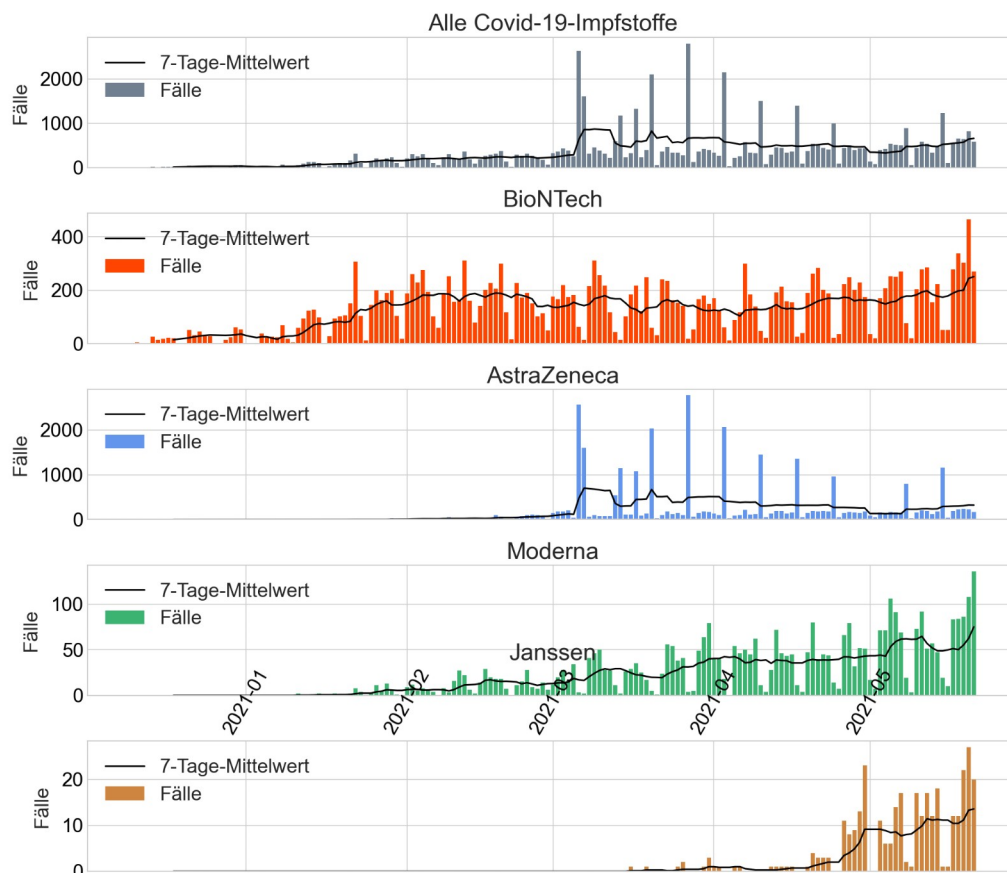 Alle Covid-19-Impfstoffe
Fälle
7-Tage-Mittelwert
Fälle
2000
1000
0
BioNTech
Fälle
7-Tage-Mittelwert
Fälle
400
200
0
AstraZeneca
Fälle
7-Tage-Mittelwert
Fälle
2000
1000
0
Moderna
Fälle
7-Tage-Mittelwert
Fälle
100
50
0
Janssen
2021-01
2021-02
2021-03
2021-04
2021-05
Fälle
7-Tage-Mittelwert
Fälle
20
10
0